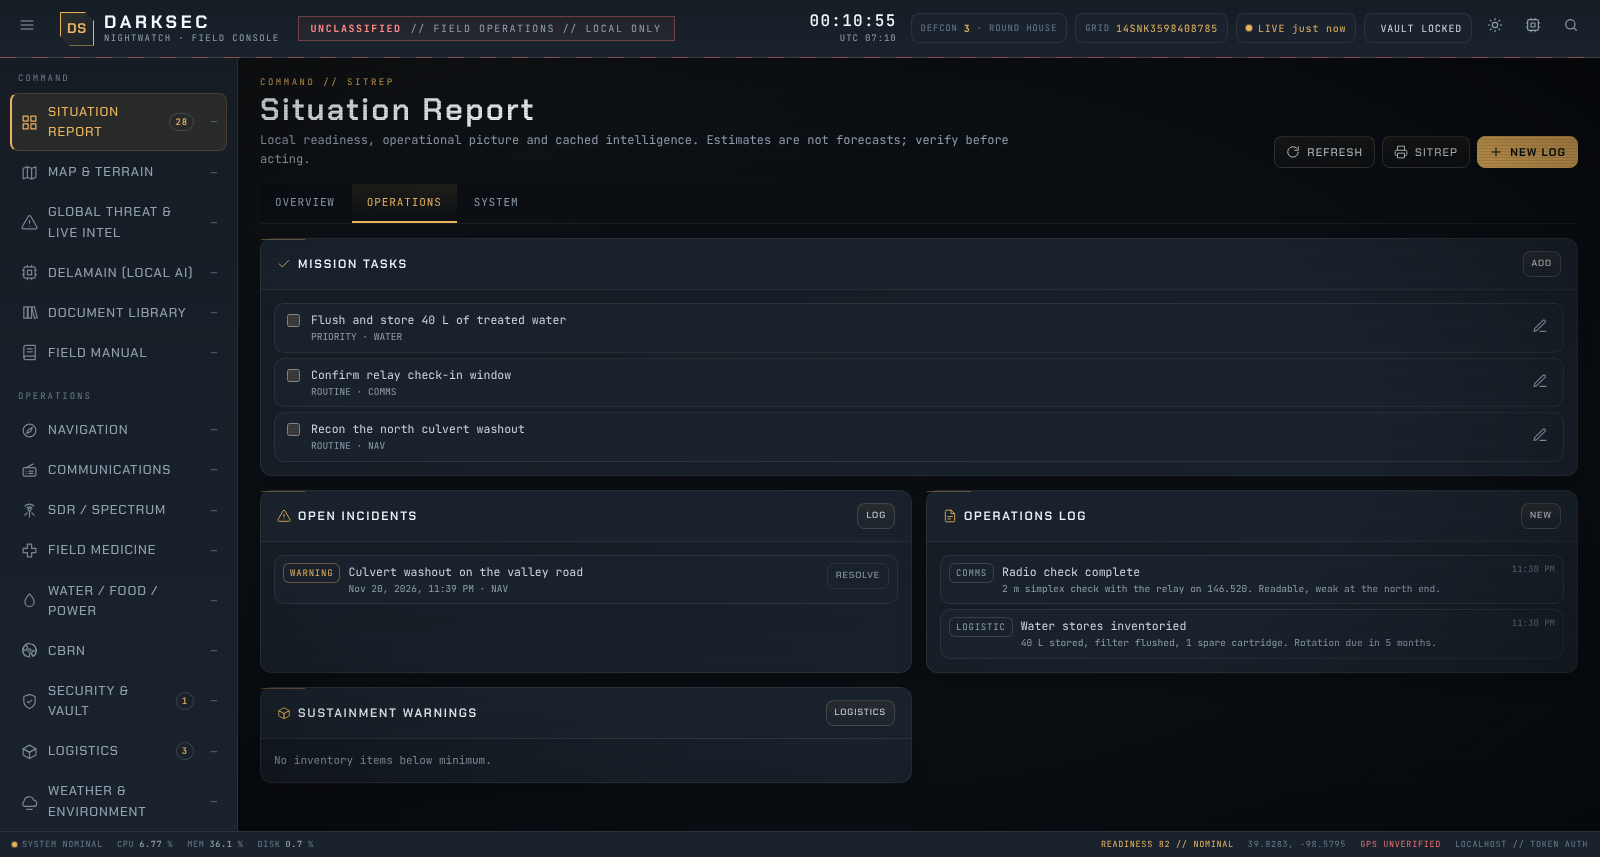 DS
DARKSEC
NIGHTWATCH · FIELD CONSOLE
UNCLASSIFIED // FIELD OPERATIONS // LOCAL ONLY
00:10:55
UTC 07:10
DEFCON 3 · ROUND HOUSE
GRID 14SNK3598408785
LIVE just now
VAULT LOCKED
COMMAND
SITUATION
REPORT
28
MAP & TERRAIN
GLOBAL THREAT &
LIVE INTEL
DELAMAIN (LOCAL AI)
DOCUMENT LIBRARY
FIELD MANUAL
OPERATIONS
NAVIGATION
COMMUNICATIONS
SDR / SPECTRUM
FIELD MEDICINE
WATER / FOOD /
POWER
CBRN
SECURITY &
VAULT
1
LOGISTICS
3
WEATHER &
ENVIRONMENT
COMMAND // SITREP
Situation Report
Local readiness, operational picture and cached intelligence. Estimates are not forecasts; verify before
acting.
REFRESH
SITREP
NEW LOG
OVERVIEW
OPERATIONS
SYSTEM
MISSION TASKS
ADD
Flush and store 40 L of treated water
PRIORITY · WATER
Confirm relay check-in window
ROUTINE · COMMS
Recon the north culvert washout
ROUTINE · NAV
OPEN INCIDENTS
LOG
WARNING
Culvert washout on the valley road
Nov 20, 2026, 11:39 PM · NAV
RESOLVE
OPERATIONS LOG
NEW
COMMS
Radio check complete
11:30 PM
2 m simplex check with the relay on 146.520. Readable, weak at the north end.
LOGISTIC
Water stores inventoried
11:30 PM
40 L stored, filter flushed, 1 spare cartridge. Rotation due in 5 months.
SUSTAINMENT WARNINGS
LOGISTICS
No inventory items below minimum.
SYSTEM NOMINAL
CPU 6.77 %
MEM 36.1 %
DISK 0.7 %
READINESS 82 // NOMINAL
39.8283, -98.5795
GPS UNVERIFIED
LOCALHOST // TOKEN AUTH